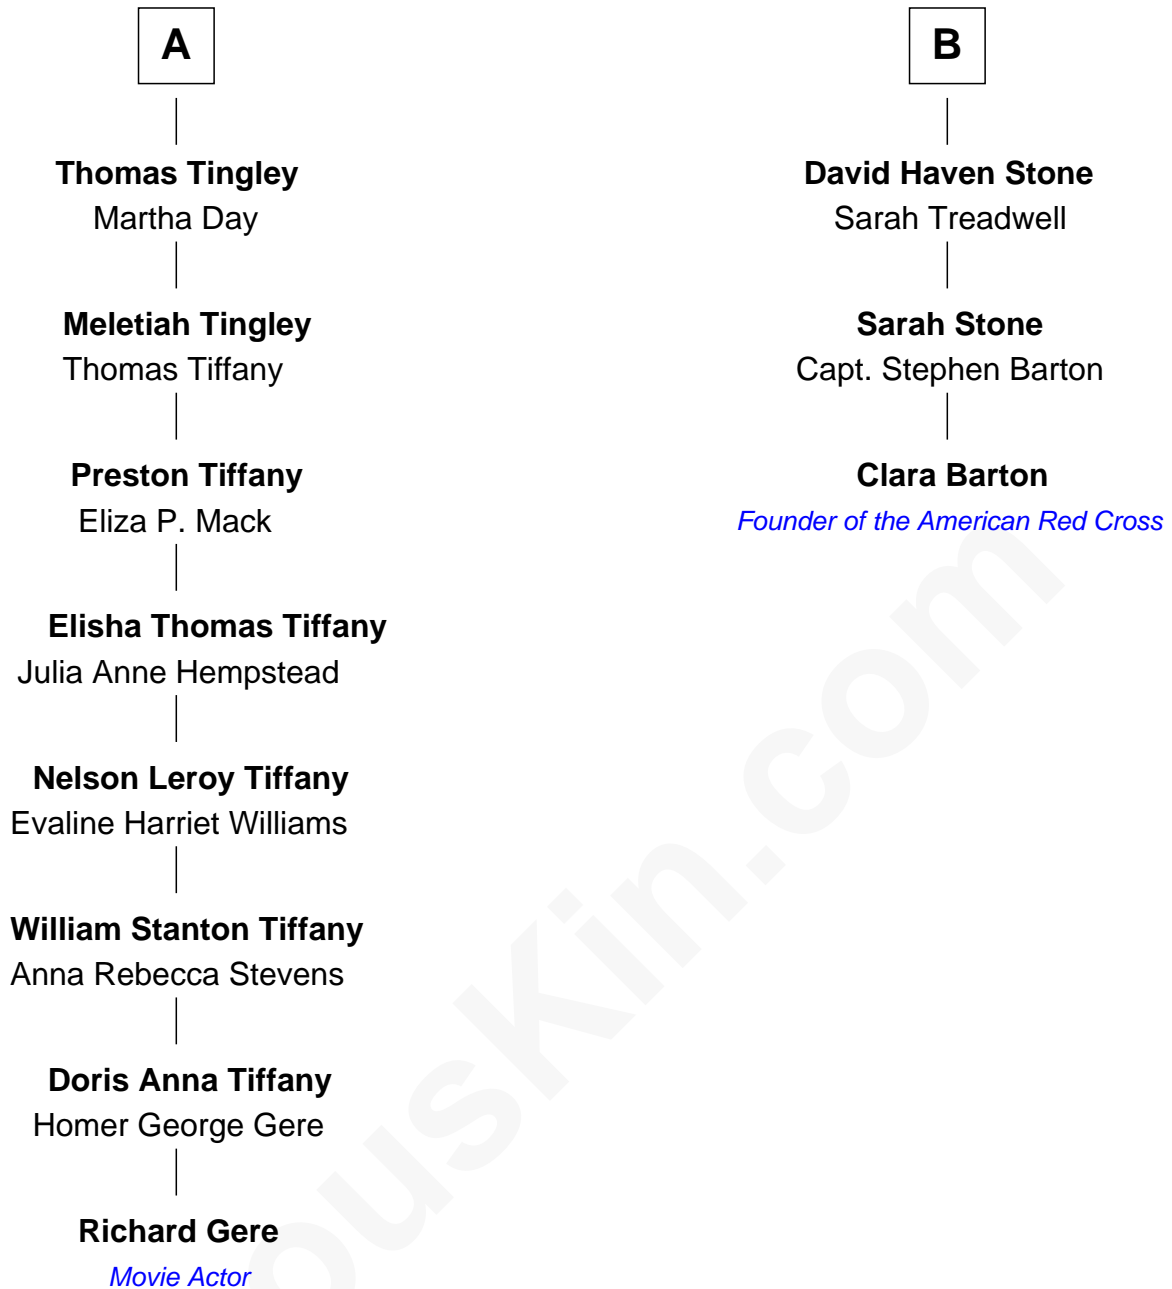 A
Thomas Tingley
Martha Day
Meletiah Tingley
Thomas Tiffany
Preston Tiffany
Eliza P. Mack
Elisha Thomas Tiffany
Julia Anne Hempstead
Nelson Leroy Tiffany
Evaline Harriet Williams
William Stanton Tiffany
Anna Rebecca Stevens
Doris Anna Tiffany
Homer George Gere
Richard Gere
Movie Actor
B
David Haven Stone
Sarah Treadwell
Sarah Stone
Capt. Stephen Barton
Clara Barton
Founder of the American Red Cross
ousKin.com